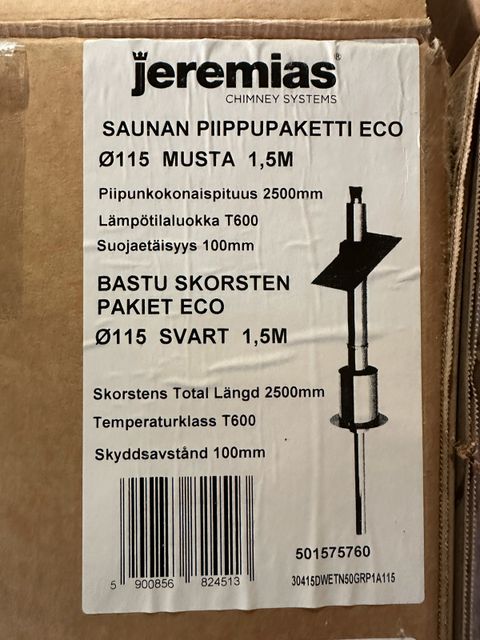 jeremias®
CHIMNEY SYSTEMS
SAUNAN PIIPPUPAKETTI ECO
Ø115 MUSTA 1,5M
Piipunkokonaispituus 2500mm
Lämpötilaluokka T600
Suojaetäisyys 100mm
BASTU SKORSTEN
PAKIET ECO
Ø115 SVART 1,5M
Skorstens Total Längd 2500mm
Temperaturklass T600
Skyddsavstånd 100mm
5 900856 824513
501575760
30415DWETN50GRP1A115